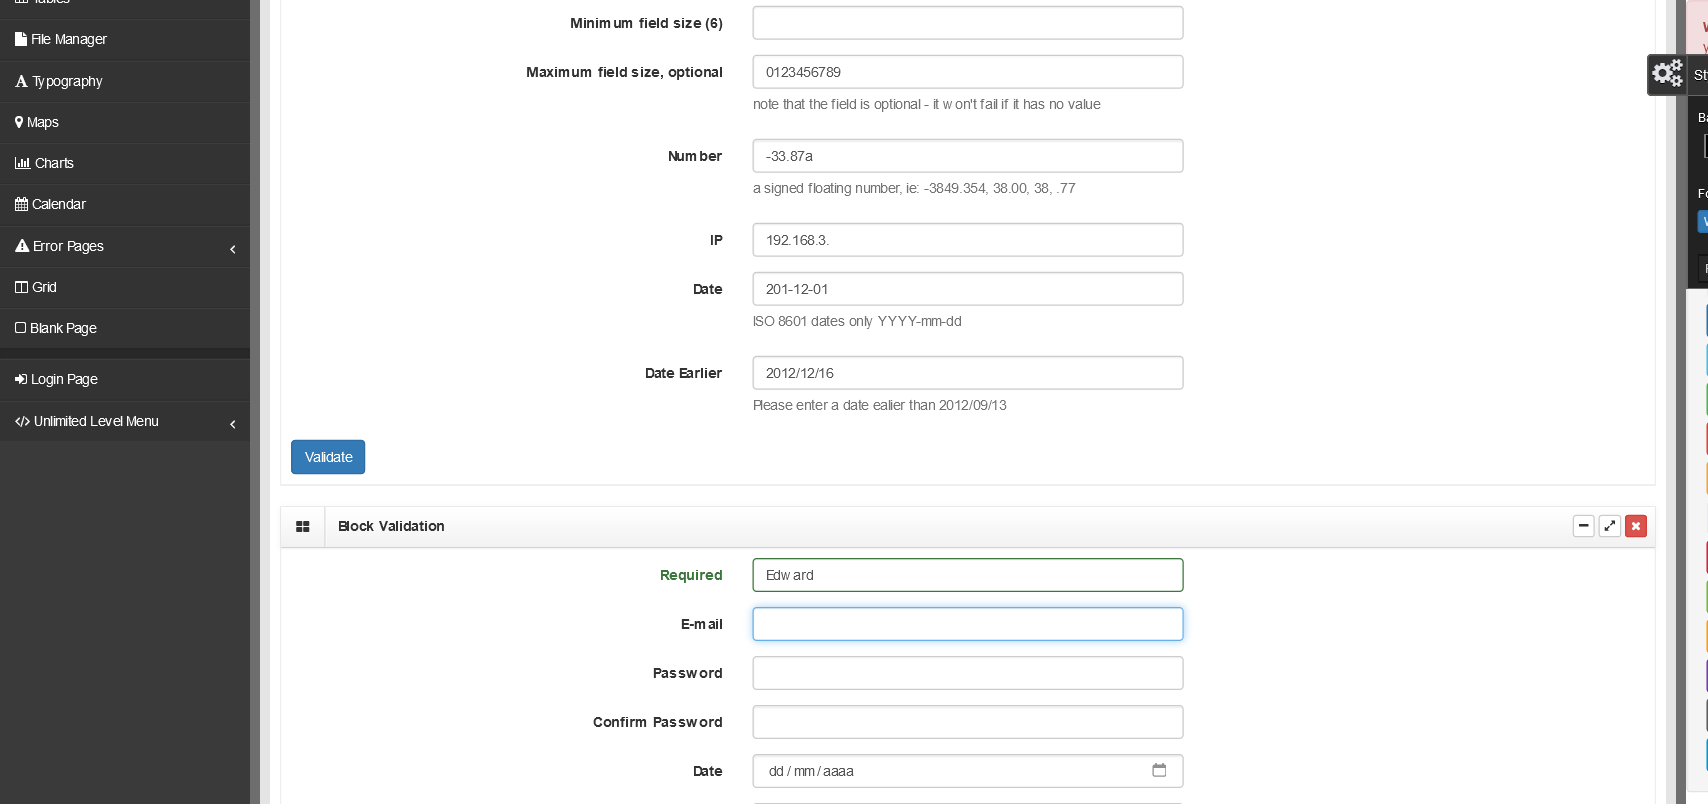 Tables
File Manager
Typography
Maps
Charts
Calendar
Error Pages
Grid
Blank Page
Login Page
Unlimited Level Menu
Minimum field size (6)
Maximum field size, optional
0123456789
note that the field is optional - it won't fail if it has no value
Number
-33.87a
a signed floating number, ie: -3849.354, 38.00, 38, .77
IP
192.168.3.
Date
201-12-01
ISO 8601 dates only YYYY-mm-dd
Date Earlier
2012/12/16
Please enter a date ealier than 2012/09/13
Validate
Block Validation
Required
Edward
E-mail
Password
Confirm Password
Date
dd/mm/aaaa